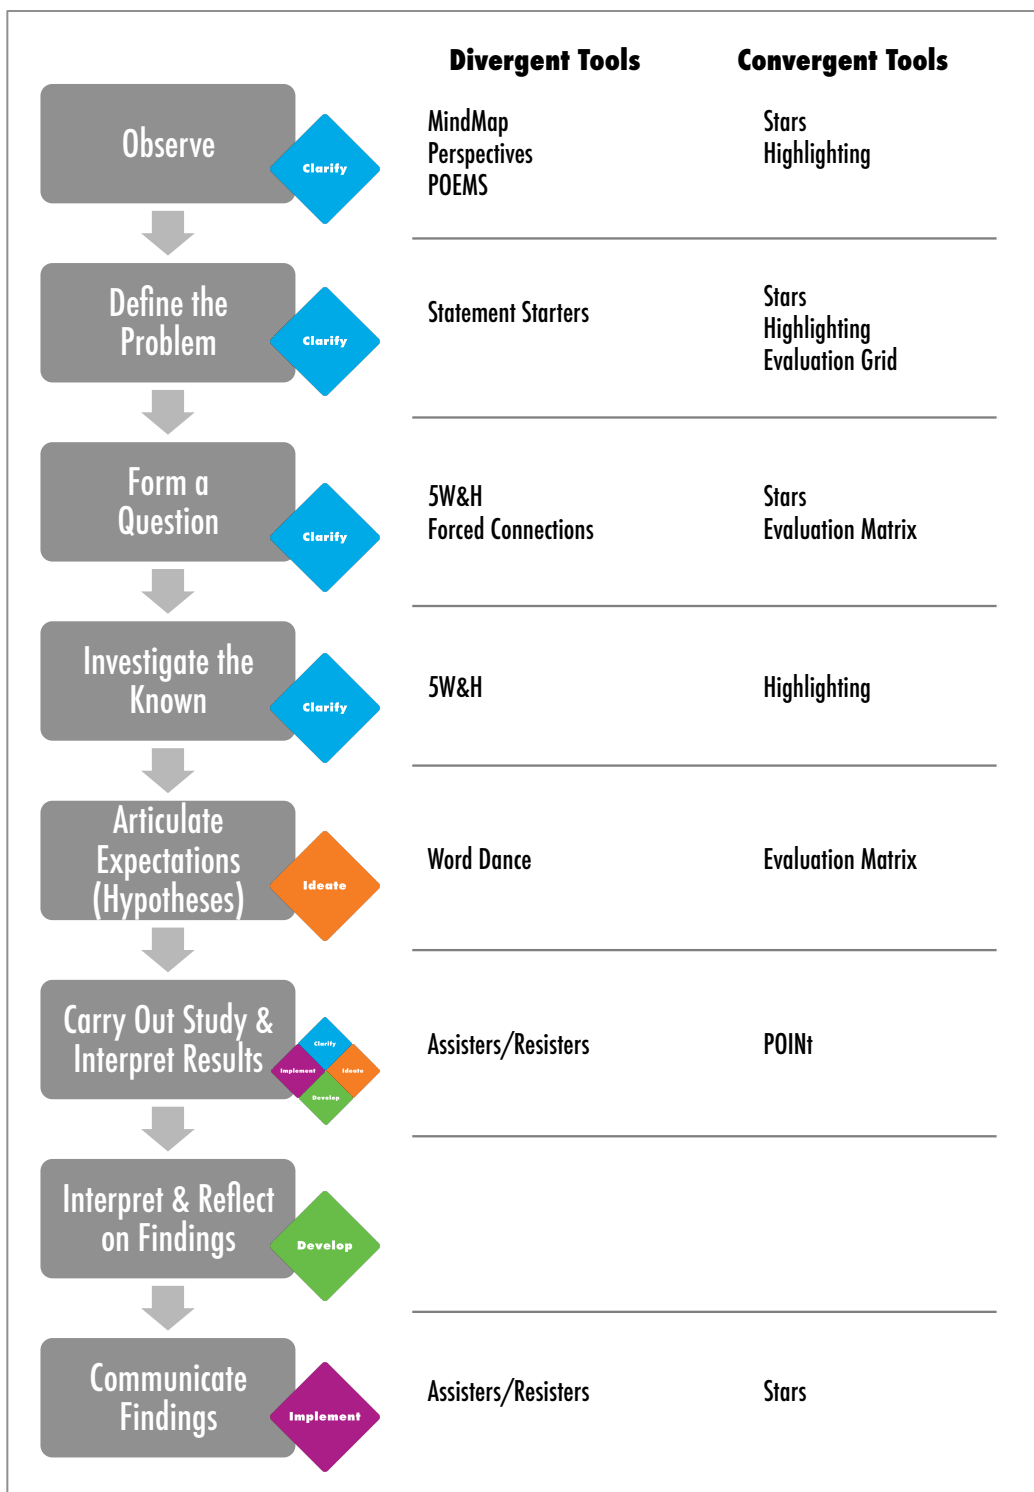 Divergent Tools
Convergent Tools
Observe
Clarify
MindMap
Perspectives
POEMS
Stars
Highlighting
Define the
Problem
Clarify
Statement Starters
Stars
Highlighting
Evaluation Grid
Form a
Question
Clarify
5W&H
Forced Connections
Stars
Evaluation Matrix
Investigate the
Known
Clarify
5W&H
Highlighting
Articulate
Expectations
(Hypotheses)
Ideate
Word Dance
Evaluation Matrix
Carry Out Study &
Interpret Results
Clarify
Implement
Ideate
Develop
Assisters/Resisters
POINt
Interpret & Reflect
on Findings
Develop
Communicate
Findings
Implement
Assisters/Resisters
Stars